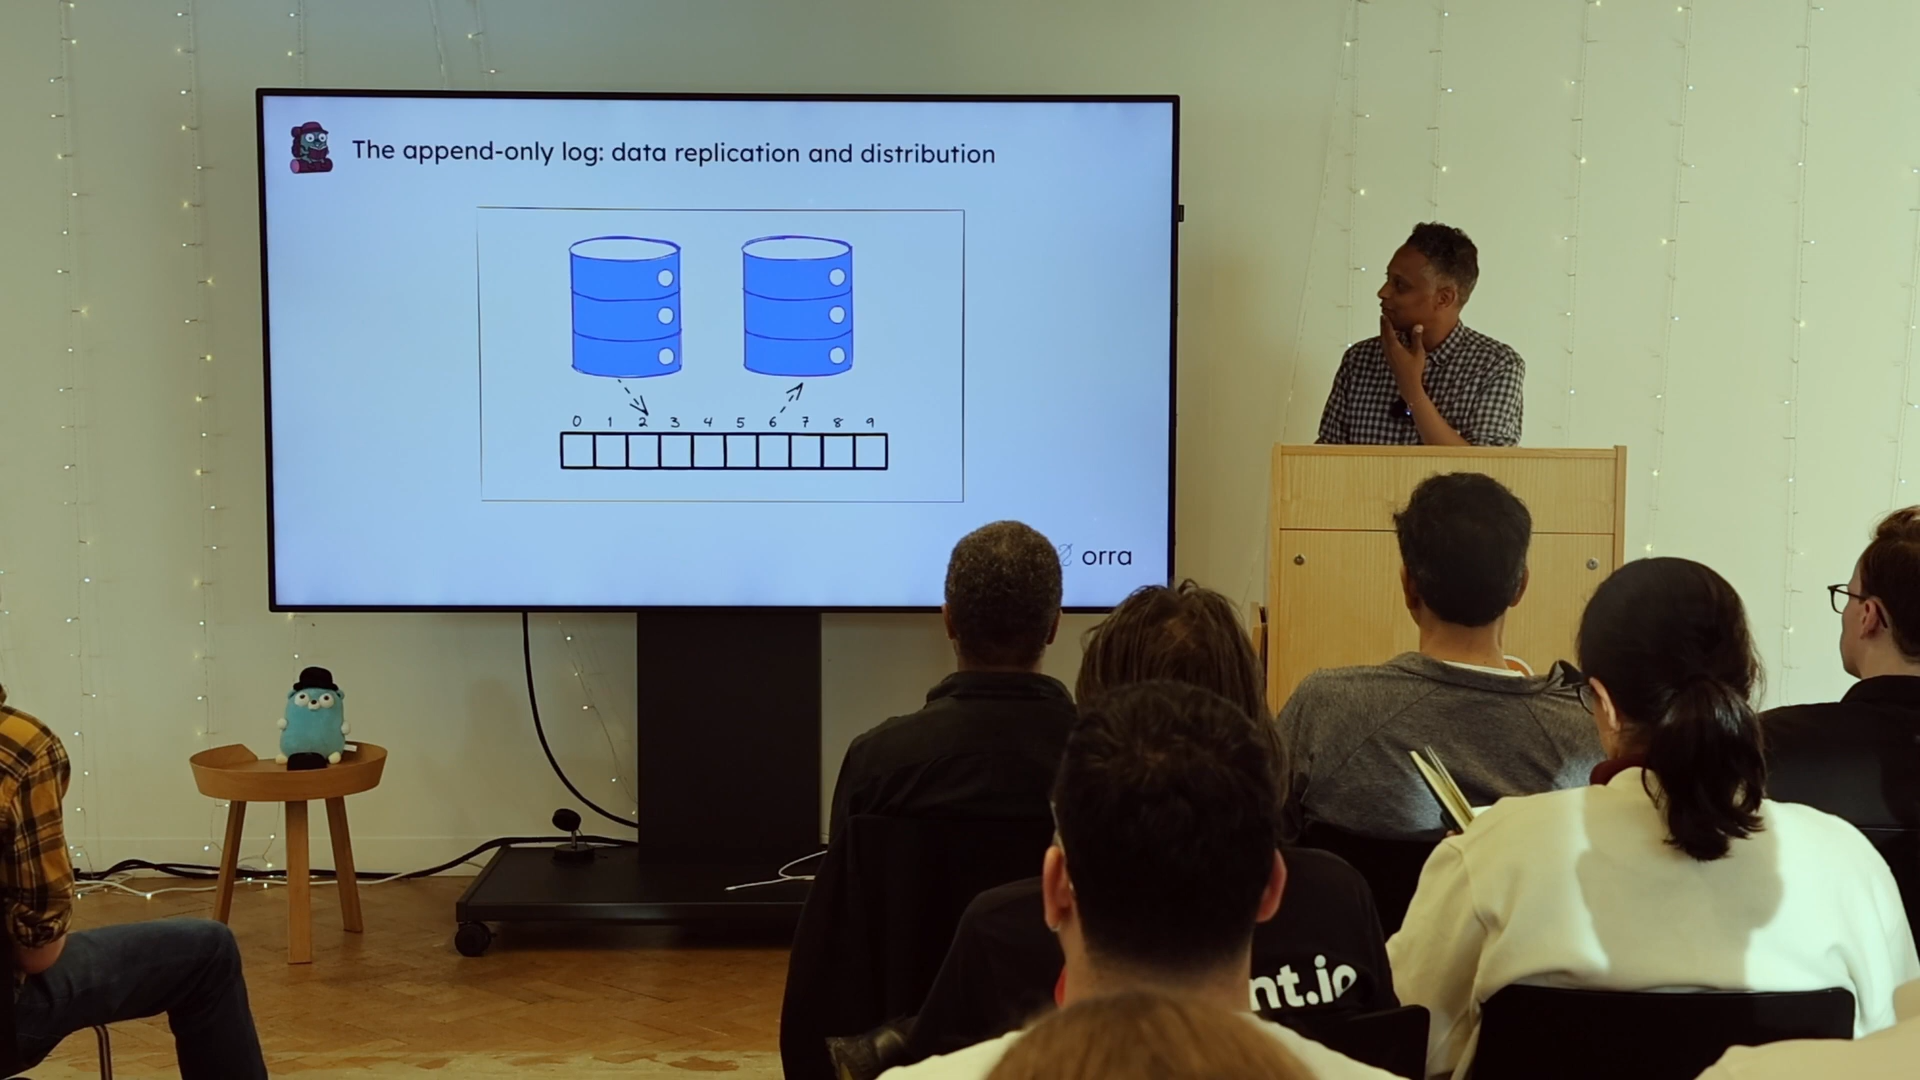 The append-only log: data replication and distribution
0 1 2 3 4 5 6 7 8 9
orra
nt.io